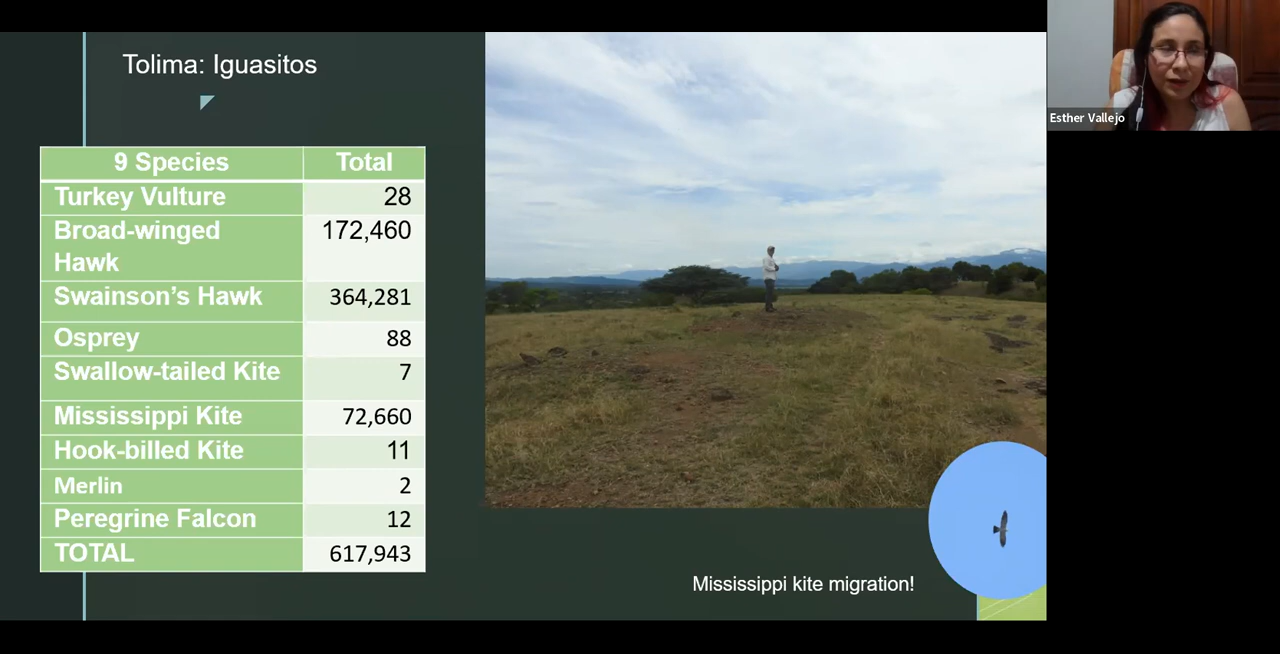 Tolima: Iguasitos
9 Species Total
Turkey Vulture 28
Broad-winged 172,460
Hawk
Swainson's Hawk 364,281
Osprey 88
Swallow-tailed Kite 7
Mississippi Kite 72,660
Hook-billed Kite 11
Merlin 2
Peregrine Falcon 12
TOTAL 617,943
Mississippi kite migration!
Esther Vallejo